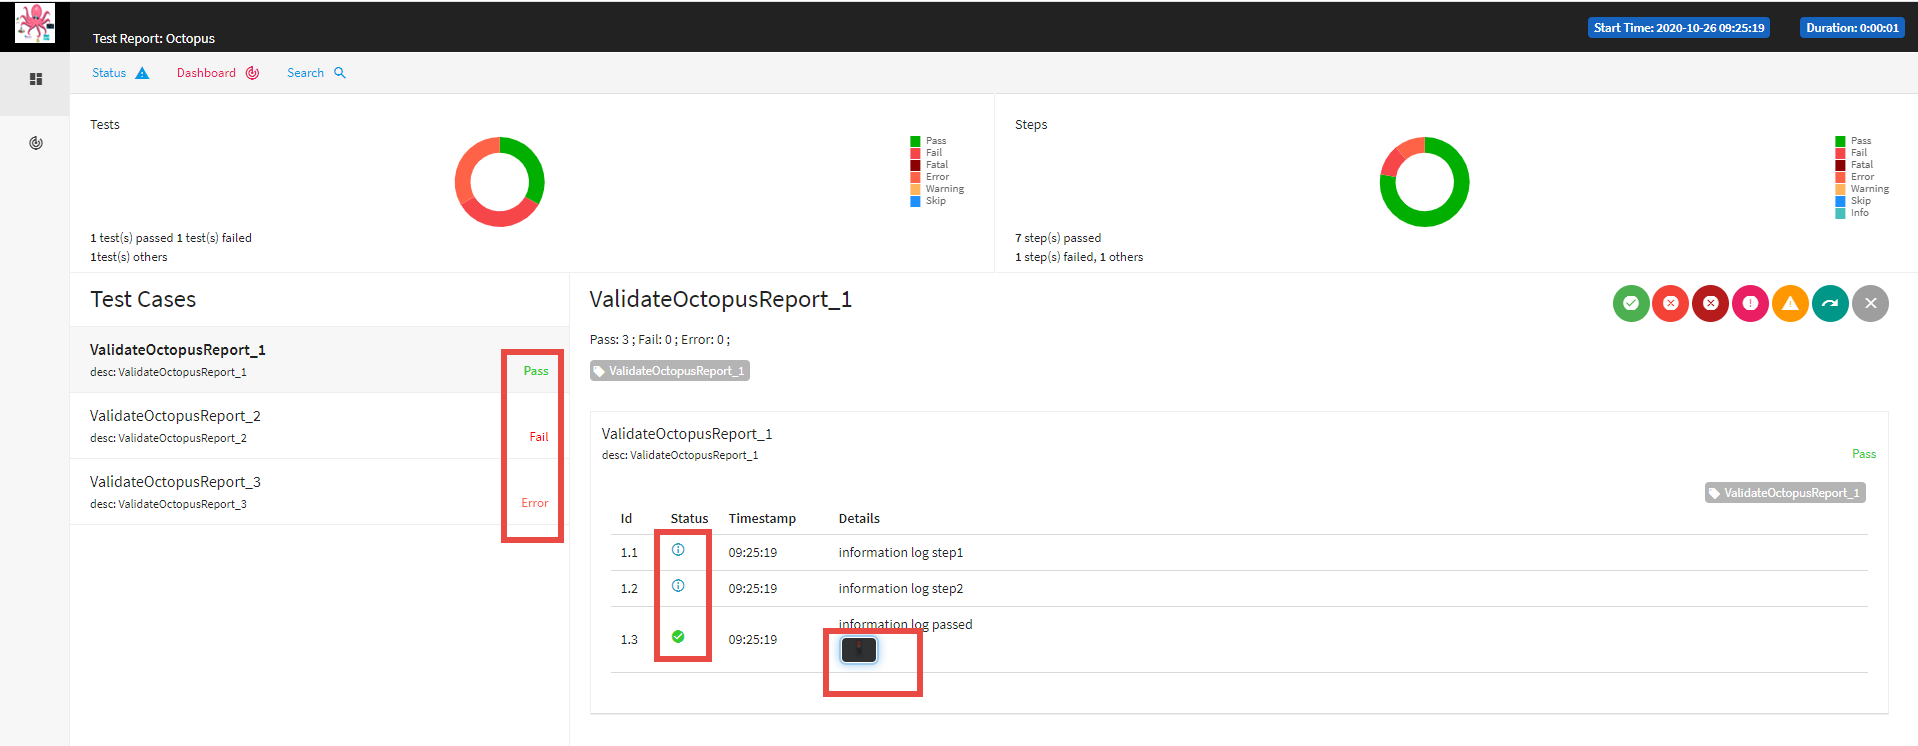 Test Report: Octopus
Start Time: 2020-10-26 09:25:19
Duration: 0:00:01
Status
Dashboard
Search
Tests
Pass
Fail
Fatal
Error
Warning
Skip
1 test(s) passed 1 test(s) failed
1test(s) others
Steps
Pass
Fail
Fatal
Error
Warning
Skip
Info
7 step(s) passed
1 step(s) failed, 1 others
Test Cases
ValidateOctopusReport_1
desc: ValidateOctopusReport_1
Pass
ValidateOctopusReport_2
desc: ValidateOctopusReport_2
Fail
ValidateOctopusReport_3
desc: ValidateOctopusReport_3
Error
ValidateOctopusReport_1
Pass: 3 ; Fail: 0 ; Error: 0 ;
ValidateOctopusReport_1
ValidateOctopusReport_1
desc: ValidateOctopusReport_1
Pass
ValidateOctopusReport_1
Id Status Timestamp Details
1.1 09:25:19 information log step1
1.2 09:25:19 information log step2
1.3 09:25:19 information log passed